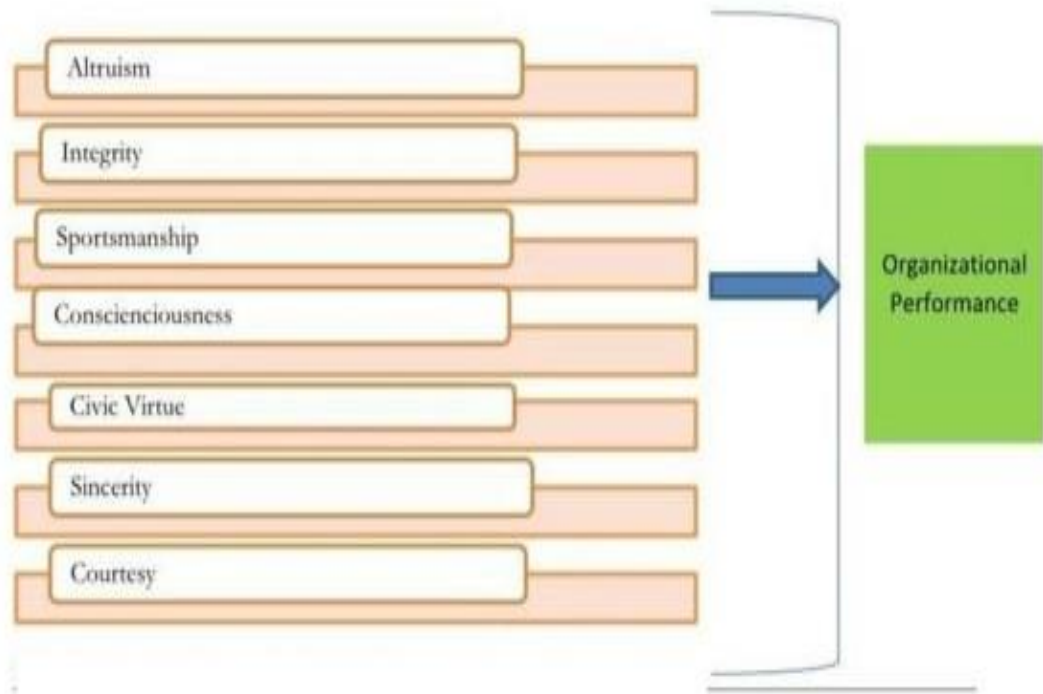 Altruism
Integrity
Sportsmanship
Conscienciousness
Civic Virtue
Sincerity
Courtesy
Organizational
Performance